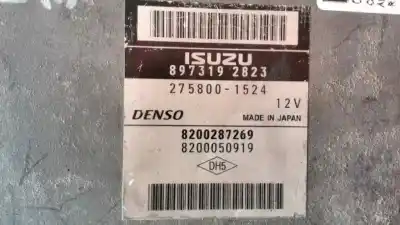 ISUZU
897319 2823
275800-1524
12V
DENSO MADE IN JAPAN
8200287269
8200050919
DH5